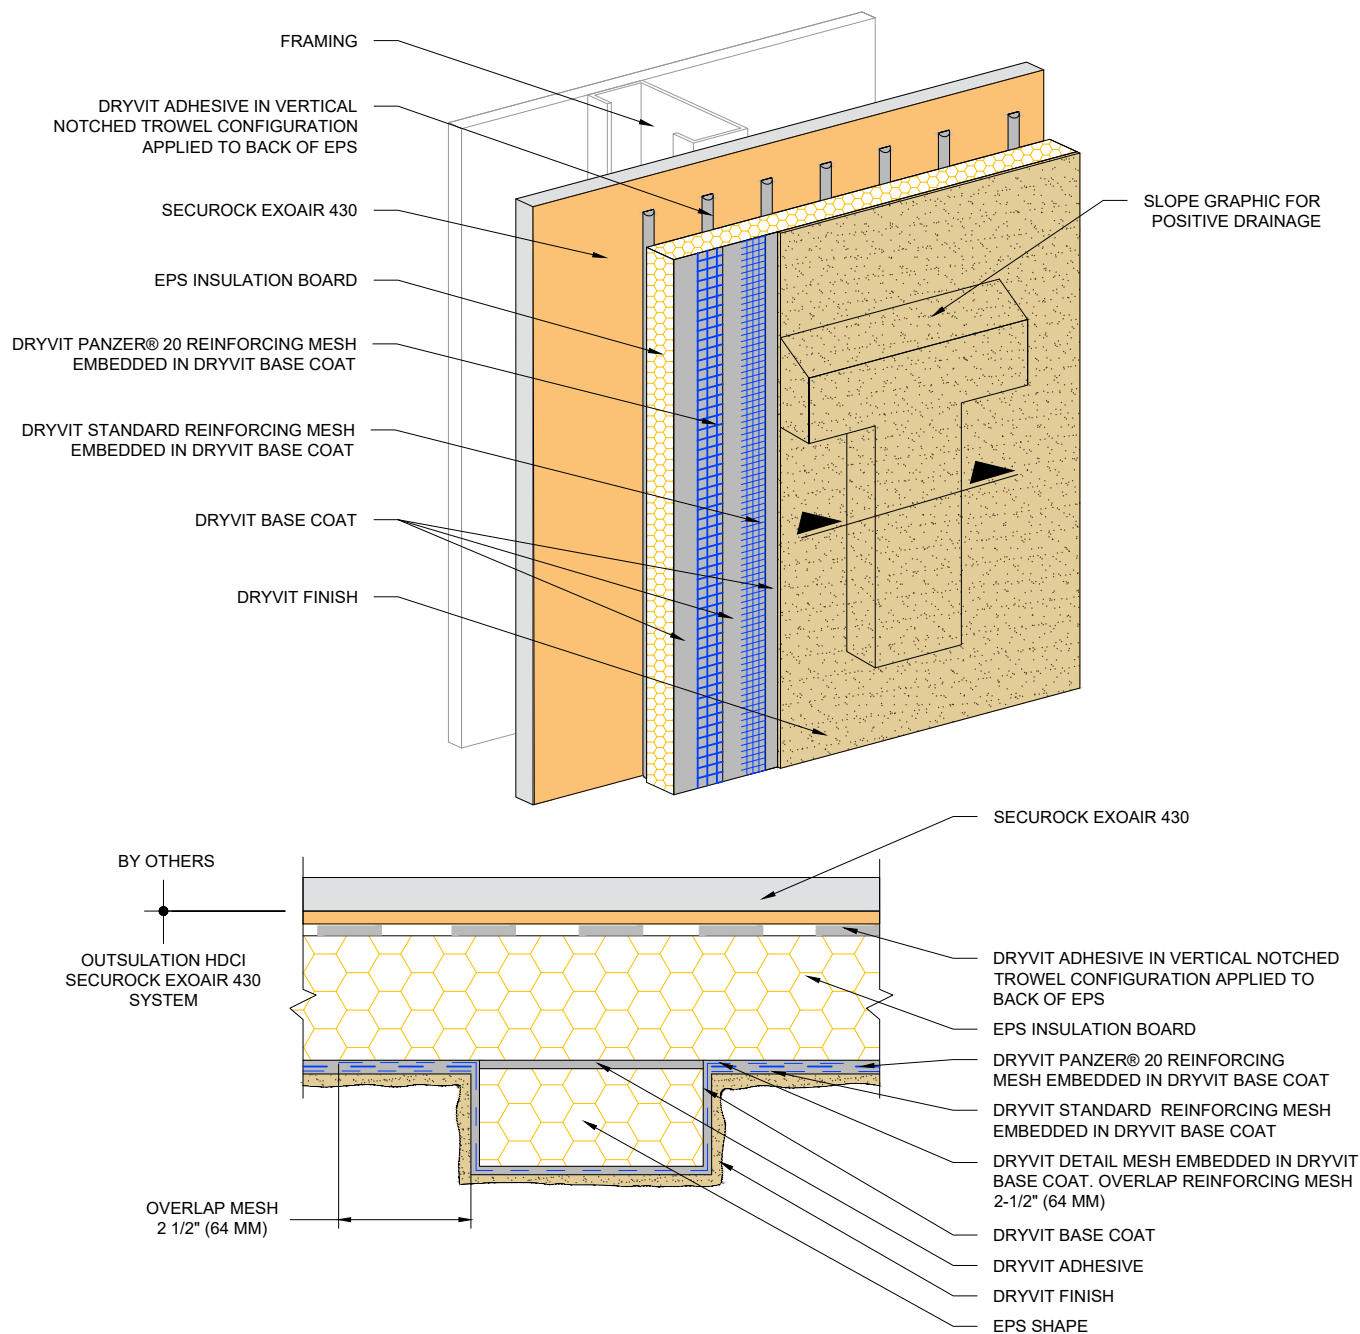 FRAMING
DRYVIT ADHESIVE IN VERTICAL
NOTCHED TROWEL CONFIGURATION
APPLIED TO BACK OF EPS
SECUROCK EXOAIR 430
EPS INSULATION BOARD
DRYVIT PANZER® 20 REINFORCING MESH
EMBEDDED IN DRYVIT BASE COAT
DRYVIT STANDARD REINFORCING MESH
EMBEDDED IN DRYVIT BASE COAT
DRYVIT BASE COAT
DRYVIT FINISH
SLOPE GRAPHIC FOR
POSITIVE DRAINAGE
BY OTHERS
OUTSULATION HDCI
SECUROCK EXOAIR 430
SYSTEM
OVERLAP MESH
2 1/2" (64 MM)
SECUROCK EXOAIR 430
DRYVIT ADHESIVE IN VERTICAL NOTCHED
TROWEL CONFIGURATION APPLIED TO
BACK OF EPS
EPS INSULATION BOARD
DRYVIT PANZER® 20 REINFORCING
MESH EMBEDDED IN DRYVIT BASE COAT
DRYVIT STANDARD REINFORCING MESH
EMBEDDED IN DRYVIT BASE COAT
DRYVIT DETAIL MESH EMBEDDED IN DRYVIT
BASE COAT. OVERLAP REINFORCING MESH
2-1/2" (64 MM)
DRYVIT BASE COAT
DRYVIT ADHESIVE
DRYVIT FINISH
EPS SHAPE